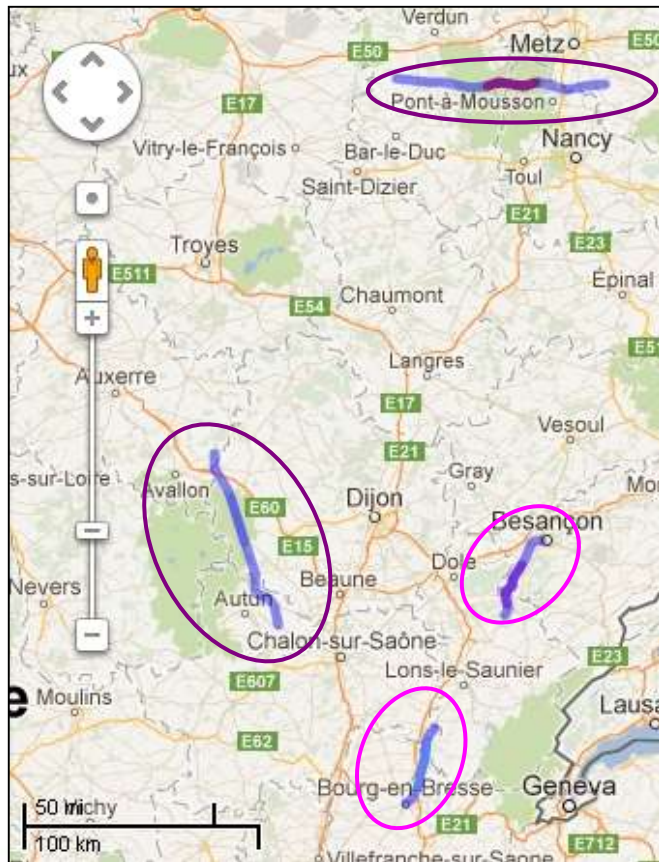 Verdun
E50
Metz
E50
E17
Pont-à-Mousson
Vitry-le-François
Bar-le-Duc
Nancy
Saint-Dizier
Toul
E21
E23
Troyes
E511
Épinal
E54
Chaumont
Langres
E51
Auxerre
E17
Vesoul
E21
Gray
s-sur-Loire
Avallon
Mon
E60
Dijon
Besançon
E15
Dole
Nevers
Beaune
Autun
Chalon-sur-Saône
E23
Lons-le-Saunier
E607
e
Moulins
Lausa
E62
Bourg-en-Bresse
Geneva
50 mi
ichy
E21
100 km
E712
Villefranche-sur-Saône